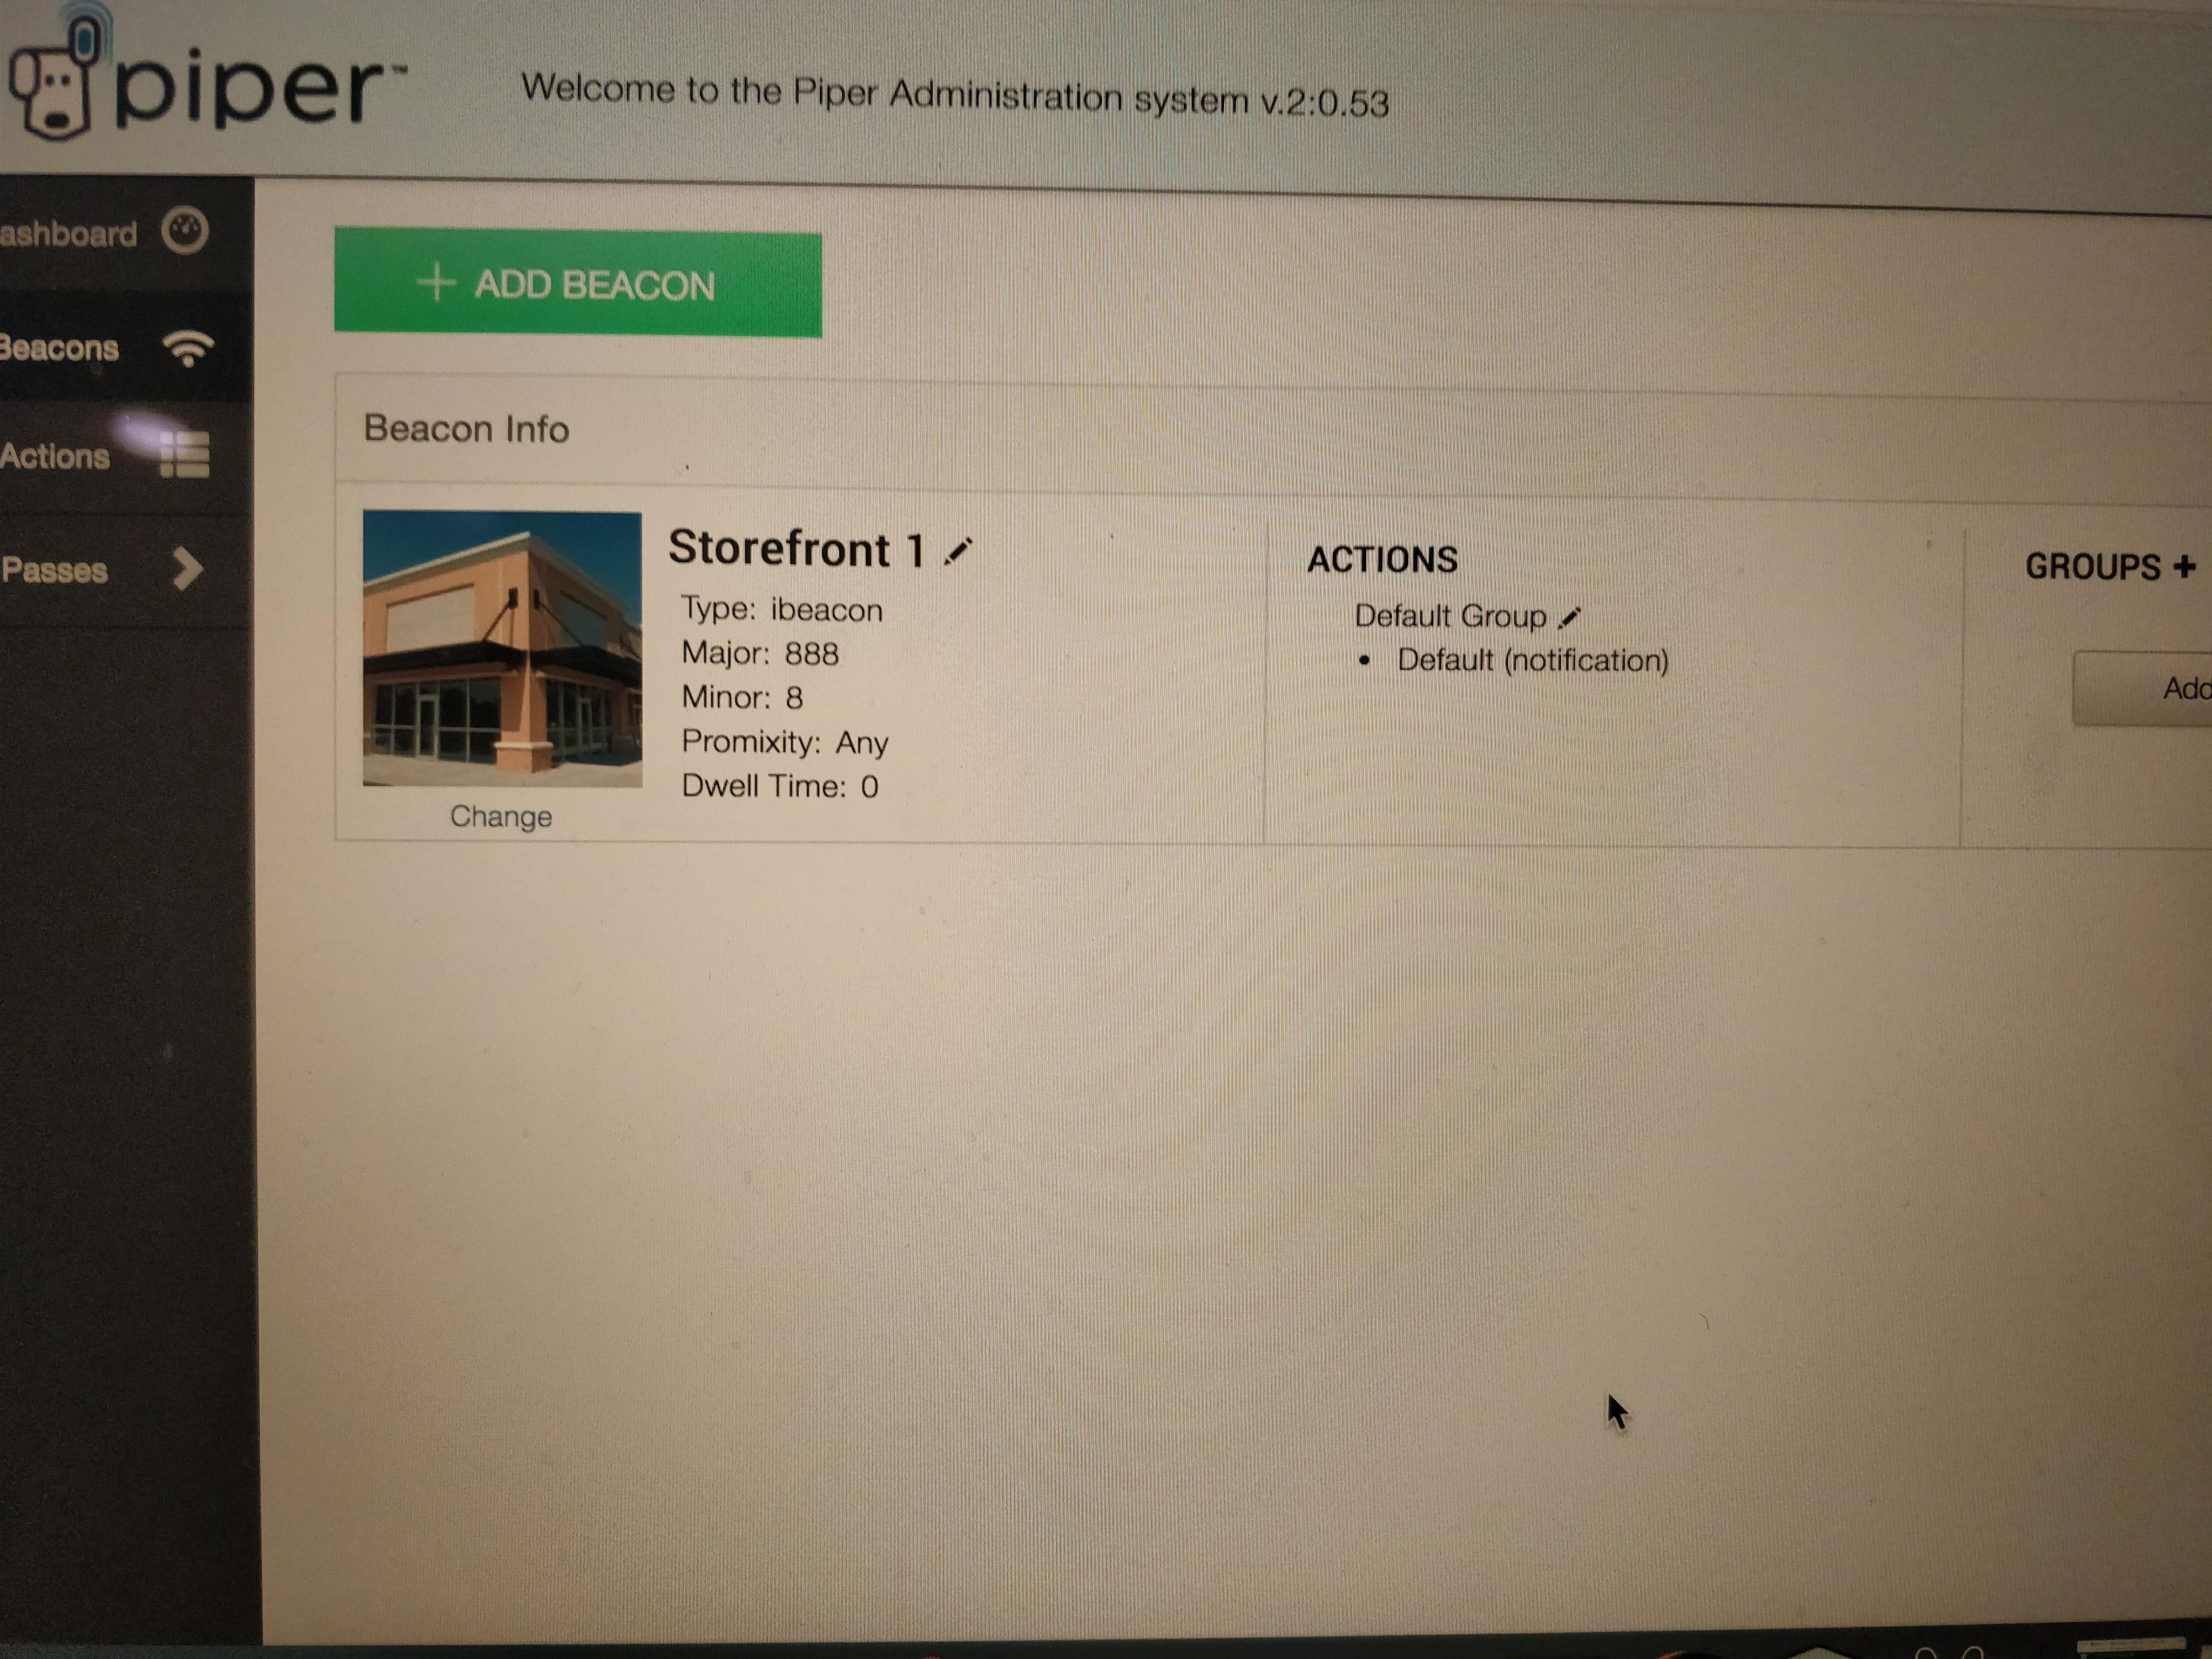 piper™
Welcome to the Piper Administration system v.2:0.53
ashboard
Beacons
Actions
Passes
+ ADD BEACON
Beacon Info
Storefront 1
Type: ibeacon
Major: 888
Minor: 8
Promixity: Any
Dwell Time: 0
Change
ACTIONS
Default Group
• Default (notification)
GROUPS +
Add